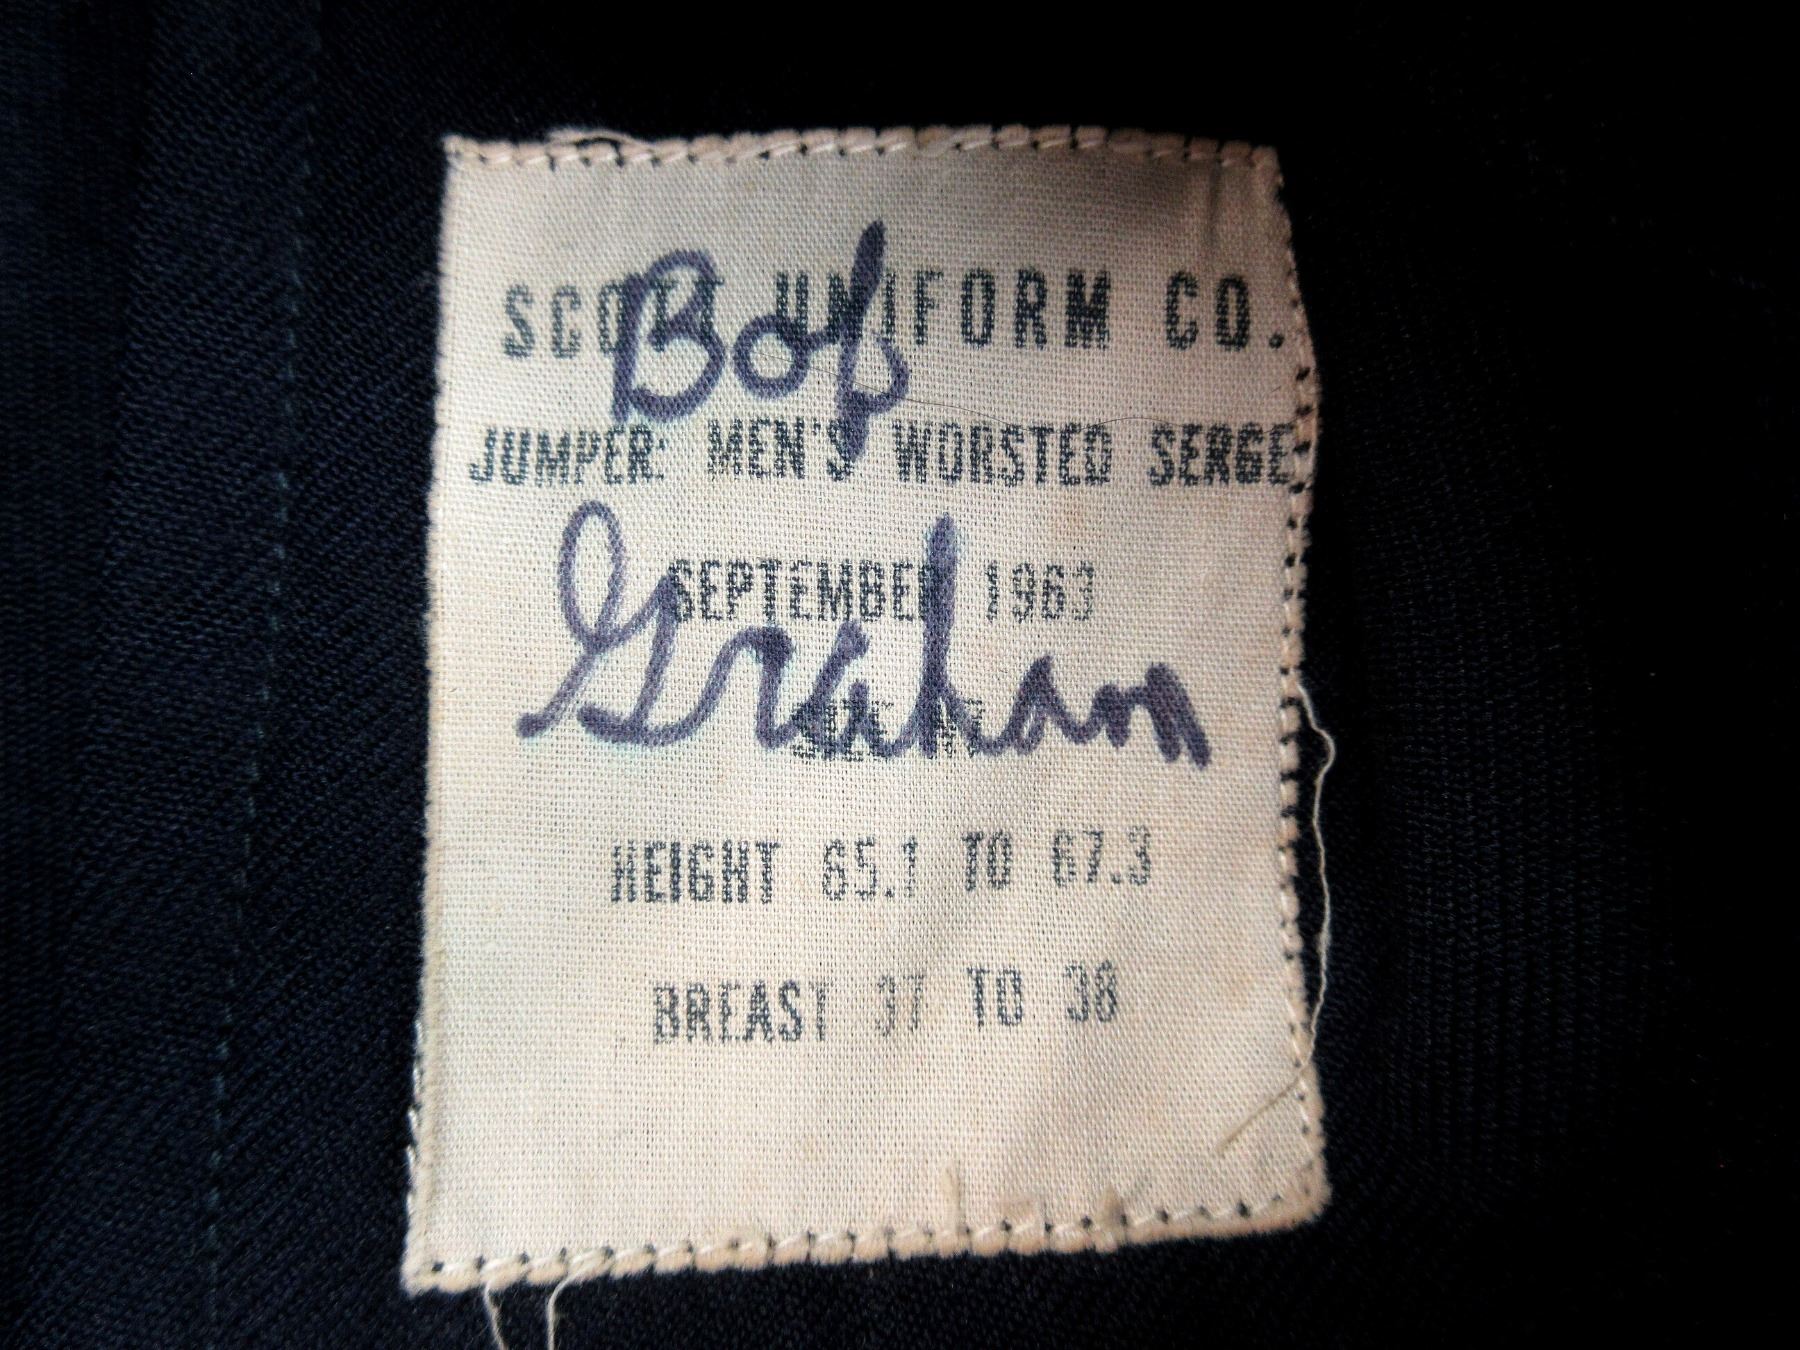 SCOTT UNIFORM CO.
Bob
JUMPER: MEN'S WORSTED SERGE
SEPTEMBER 1963
Graham
HEIGHT 65.1 TO 67.3
BREAST 37 TO 38